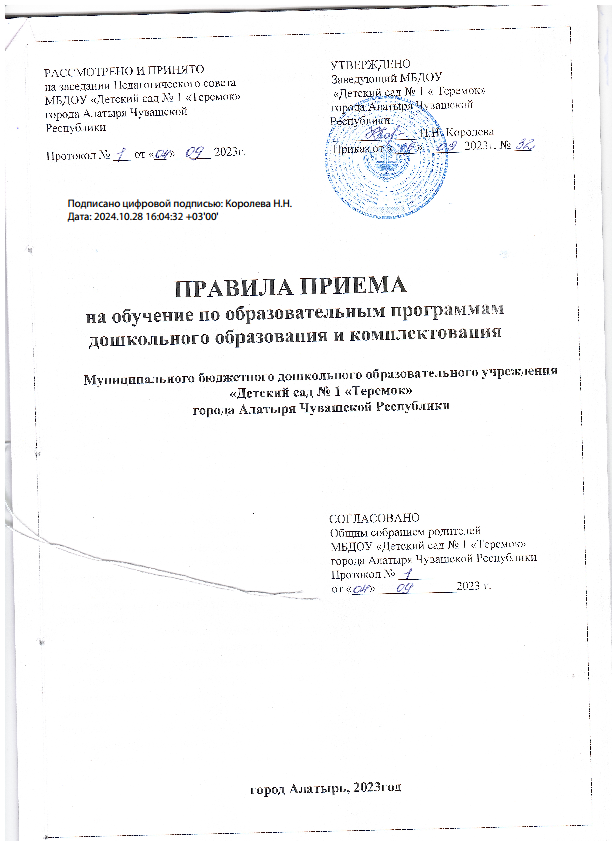 РАССМОТРЕНО И ПРИНЯТО
на заседании Педагогического совета
МБДОУ «Детский сад № 1 «Теремок»
города Алатыря Чувашской
Республики
Протокол № 1 от «04» 09 2023г.
УТВЕРЖДЕНО
Заведующий МБДОУ
«Детский сад № 1 « Теремок»
города Алатыря Чувашской
Республики
Н.Н. Королева
Приказ от 09 2023г. № 32
Подписано цифровой подписью: Королева Н.Н.
Дата: 2024.10.28 16:04:32 +03'00'
ПРАВИЛА ПРИЕМА
на обучение по образовательным программам
дошкольного образования и комплектования
Муниципального бюджетного дошкольного образовательного учреждения
«Детский сад № 1 «Теремок»
города Алатыря Чувашской Республики
СОГЛАСОВАНО
Общим собранием родителей
МБДОУ «Детский сад № 1 «Теремок»
города Алатыря Чувашской Республики
Протокол № 1
от «04» 09 2023 г.
город Алатырь, 2023год